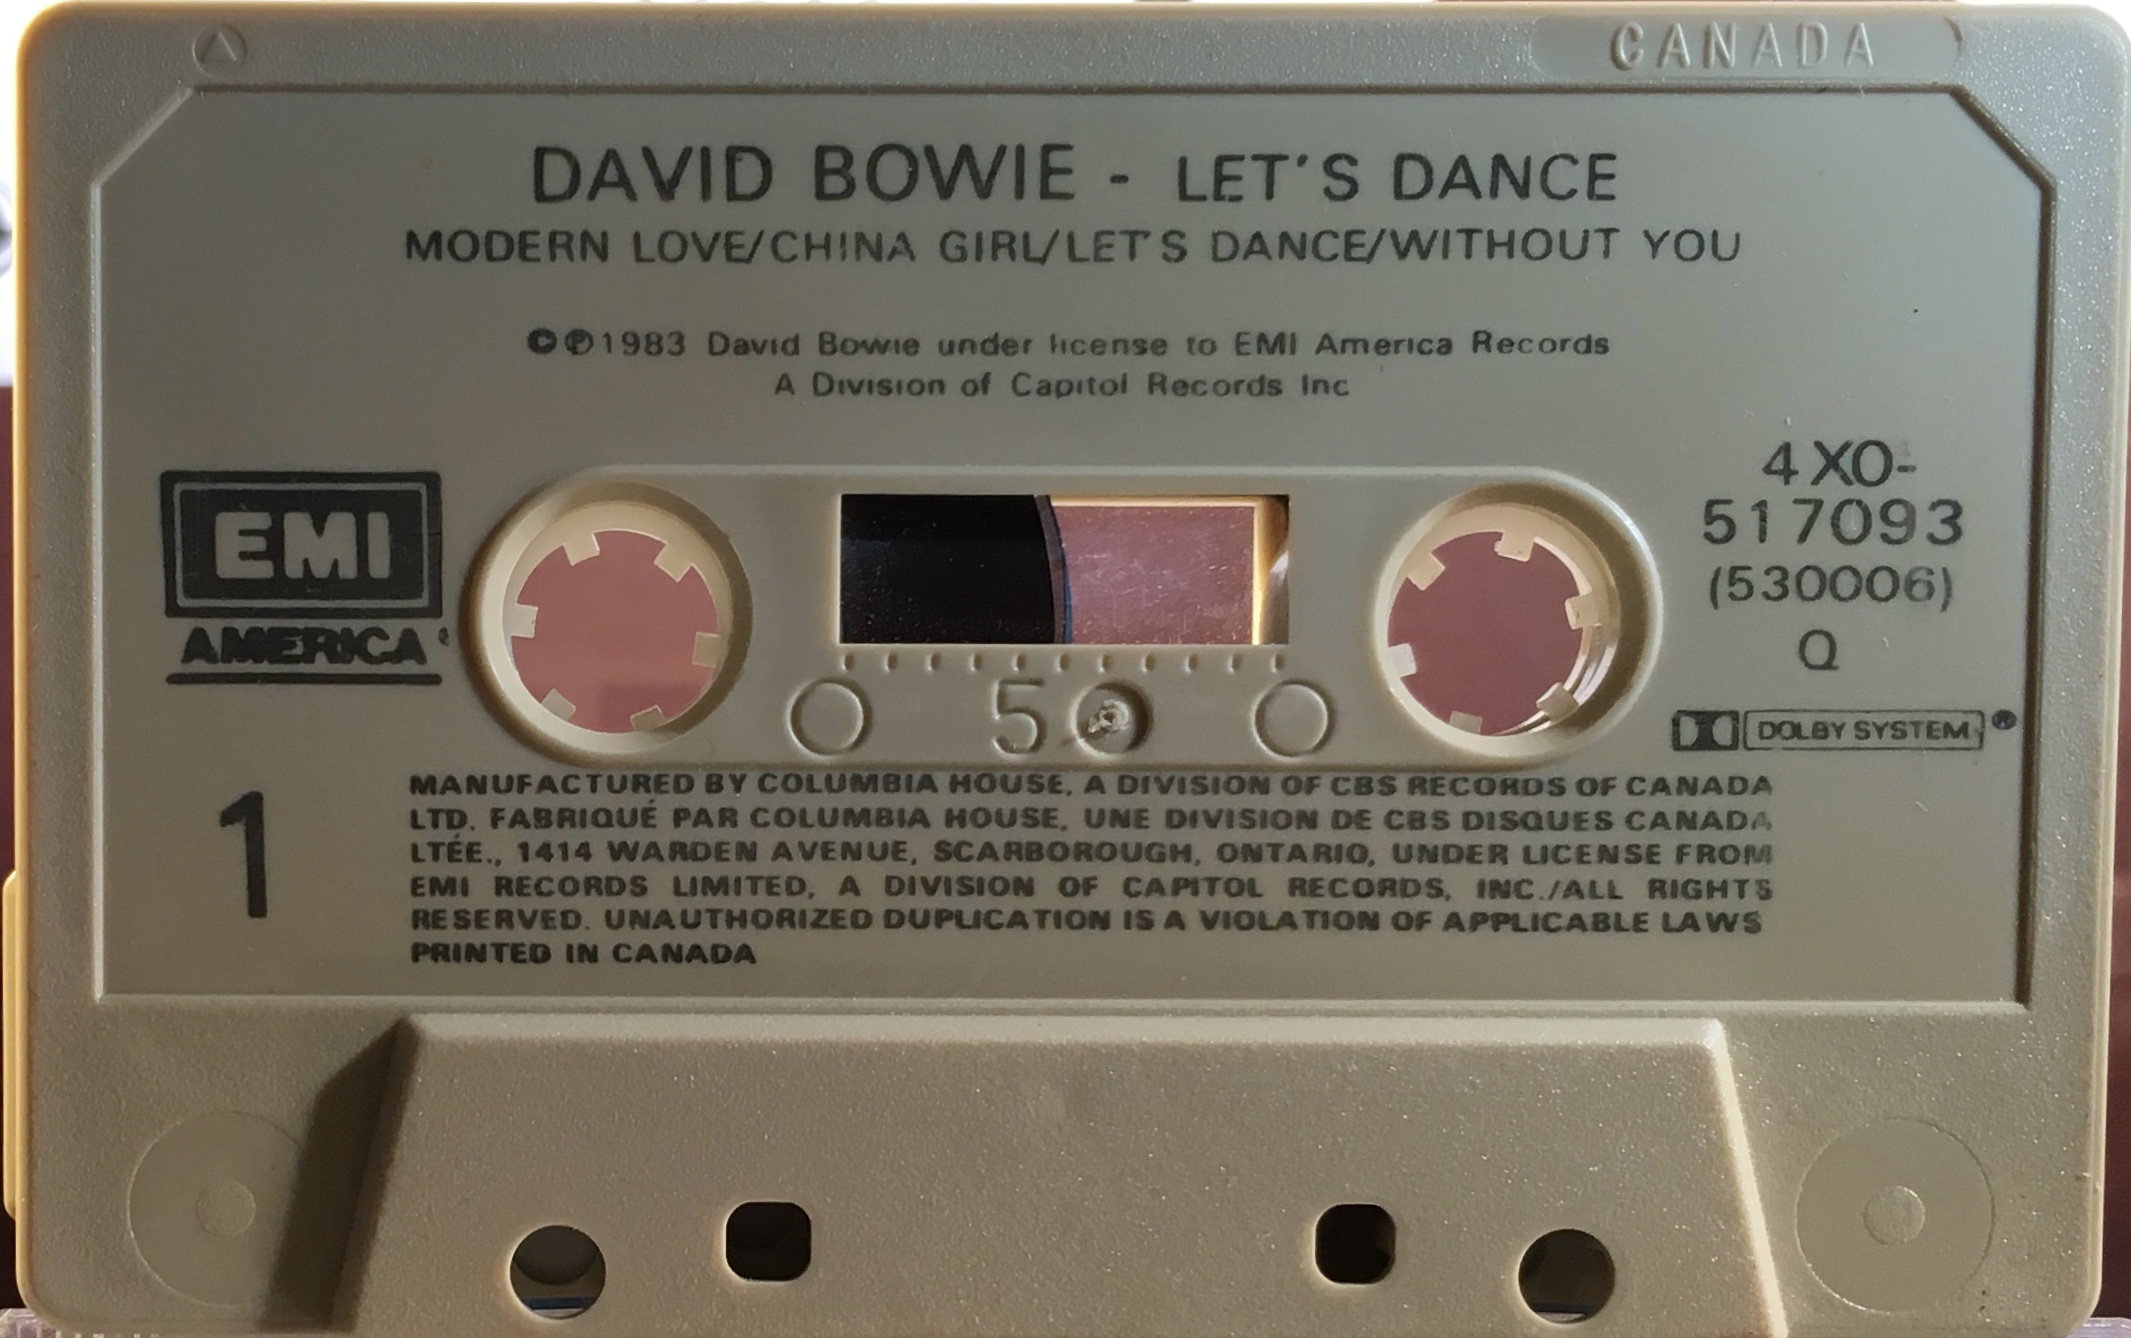 CANADA
DAVID BOWIE - LET'S DANCE
MODERN LOVE/CHINA GIRL/LET'S DANCE/WITHOUT YOU
©℗1983 David Bowie under license to EMI America Records
A Division of Capitol Records Inc
EMI
AMERICA
4XO-
517093
(530006)
Q
DOLBY SYSTEM ®
5
1
MANUFACTURED BY COLUMBIA HOUSE, A DIVISION OF CBS RECORDS OF CANADA
LTD. FABRIQUÉ PAR COLUMBIA HOUSE, UNE DIVISION DE CBS DISQUES CANADA
LTÉE., 1414 WARDEN AVENUE, SCARBOROUGH, ONTARIO, UNDER LICENSE FROM
EMI RECORDS LIMITED, A DIVISION OF CAPITOL RECORDS, INC./ALL RIGHTS
RESERVED. UNAUTHORIZED DUPLICATION IS A VIOLATION OF APPLICABLE LAWS
PRINTED IN CANADA